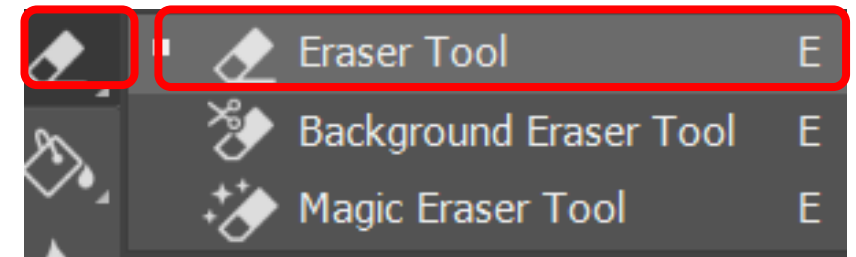 Eraser Tool E
Background Eraser Tool E
Magic Eraser Tool E